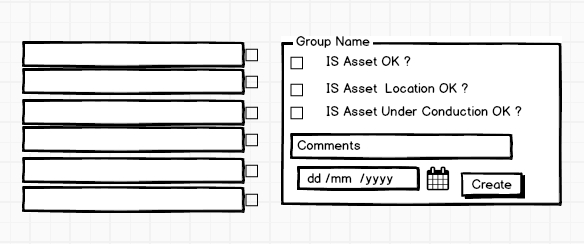 Group Name
IS Asset OK ?
IS Asset Location OK ?
IS Asset Under Conduction OK ?
Comments
dd /mm /yyyy
Create